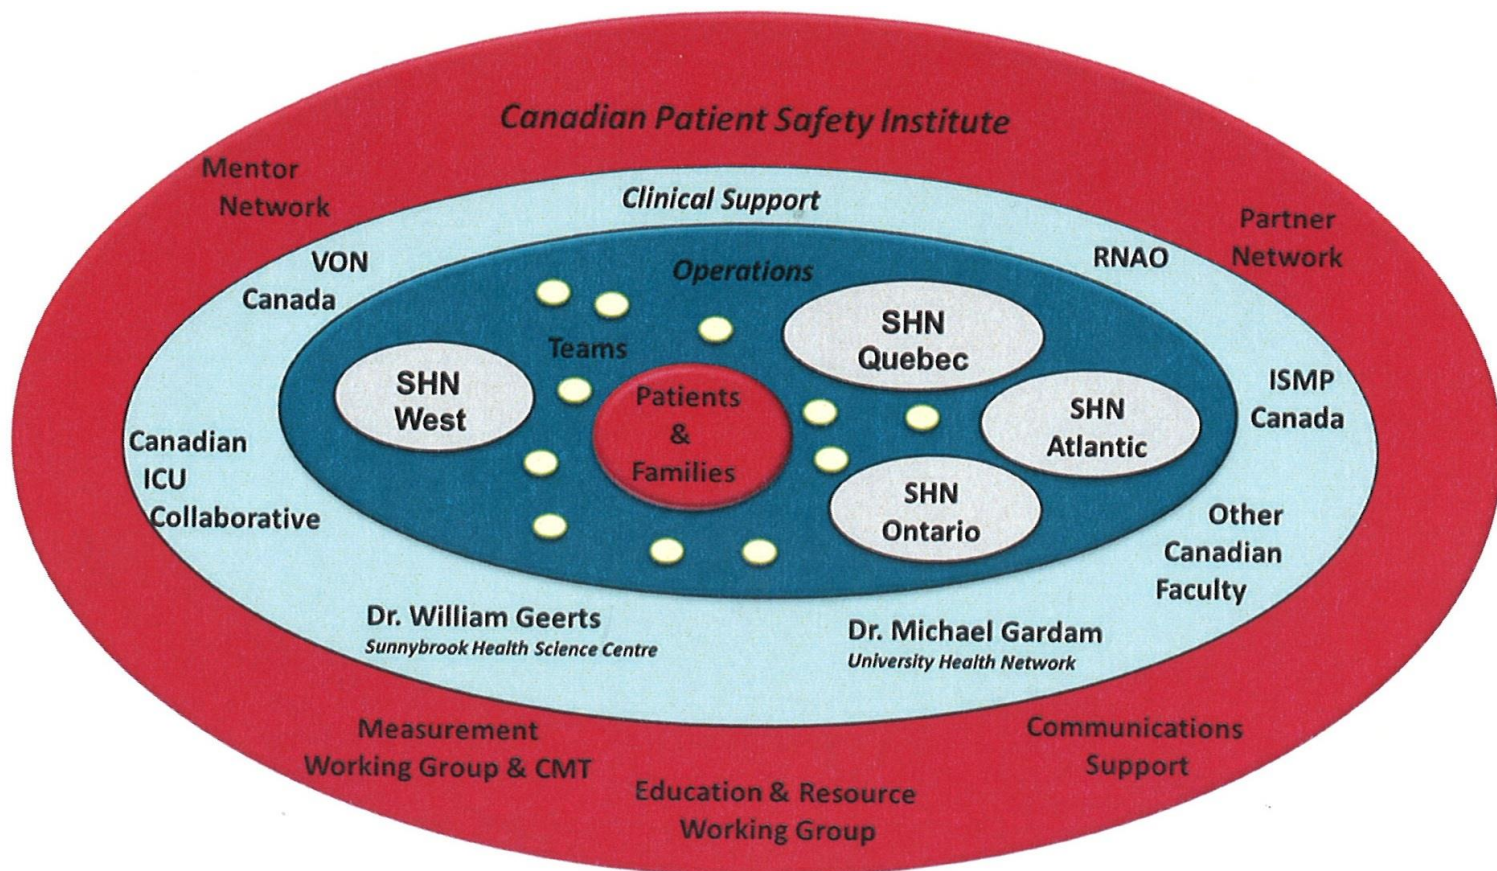 Canadian Patient Safety Institute
Mentor
Network
Clinical Support
Partner
Network
VON
Canada
RNAO
Operations
Teams
SHN
Quebec
SHN
West
Patients
&
Families
SHN
Atlantic
ISMP
Canada
Canadian
ICU
Collaborative
SHN
Ontario
Other
Canadian
Faculty
Dr. William Geerts
Sunnybrook Health Science Centre
Dr. Michael Gardam
University Health Network
Measurement
Working Group & CMT
Communications
Support
Education & Resource
Working Group